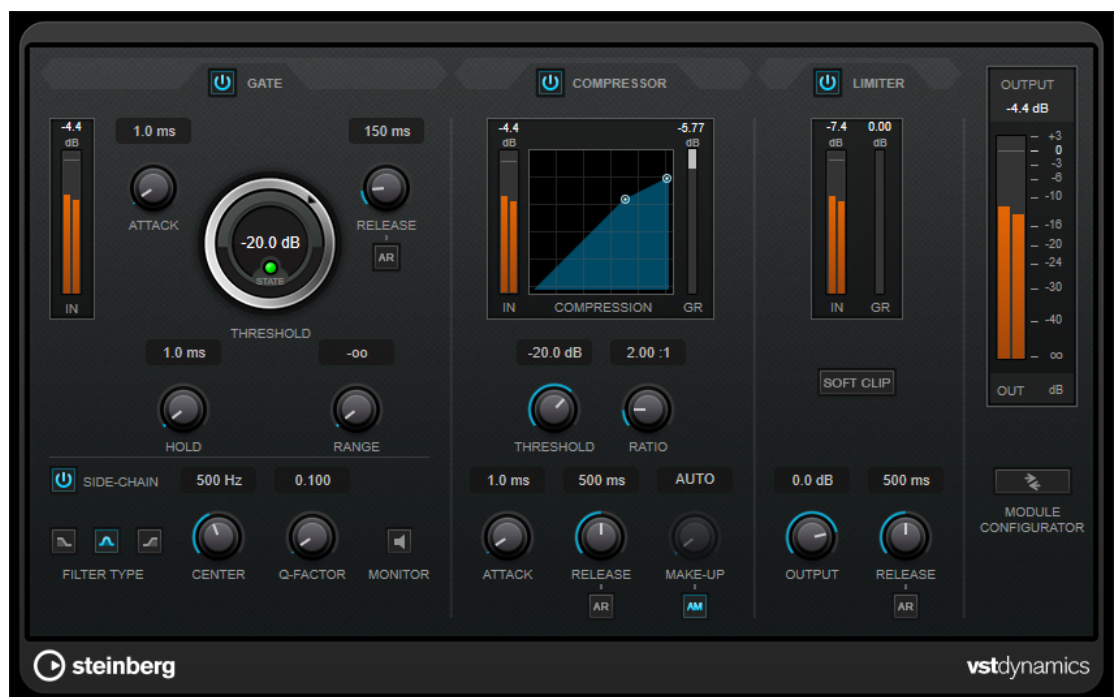 GATE
-4.4
dB
IN
1.0 ms
ATTACK
-20.0 dB
STATE
THRESHOLD
150 ms
RELEASE
AR
1.0 ms
HOLD
-oo
RANGE
SIDE-CHAIN
500 Hz
0.100
FILTER TYPE
CENTER
Q-FACTOR
MONITOR
COMPRESSOR
-4.4
dB
-5.77
dB
IN
COMPRESSION
GR
-20.0 dB
2.00 :1
THRESHOLD
RATIO
1.0 ms
500 ms
AUTO
ATTACK
RELEASE
MAKE-UP
AR
AM
LIMITER
-7.4
dB
0.00
dB
IN
GR
SOFT CLIP
0.0 dB
500 ms
OUTPUT
RELEASE
AR
OUTPUT
-4.4 dB
+3
0
-3
-6
-10
-16
-20
-24
-30
-40
∞
OUT dB
MODULE
CONFIGURATOR
steinberg
vstdynamics